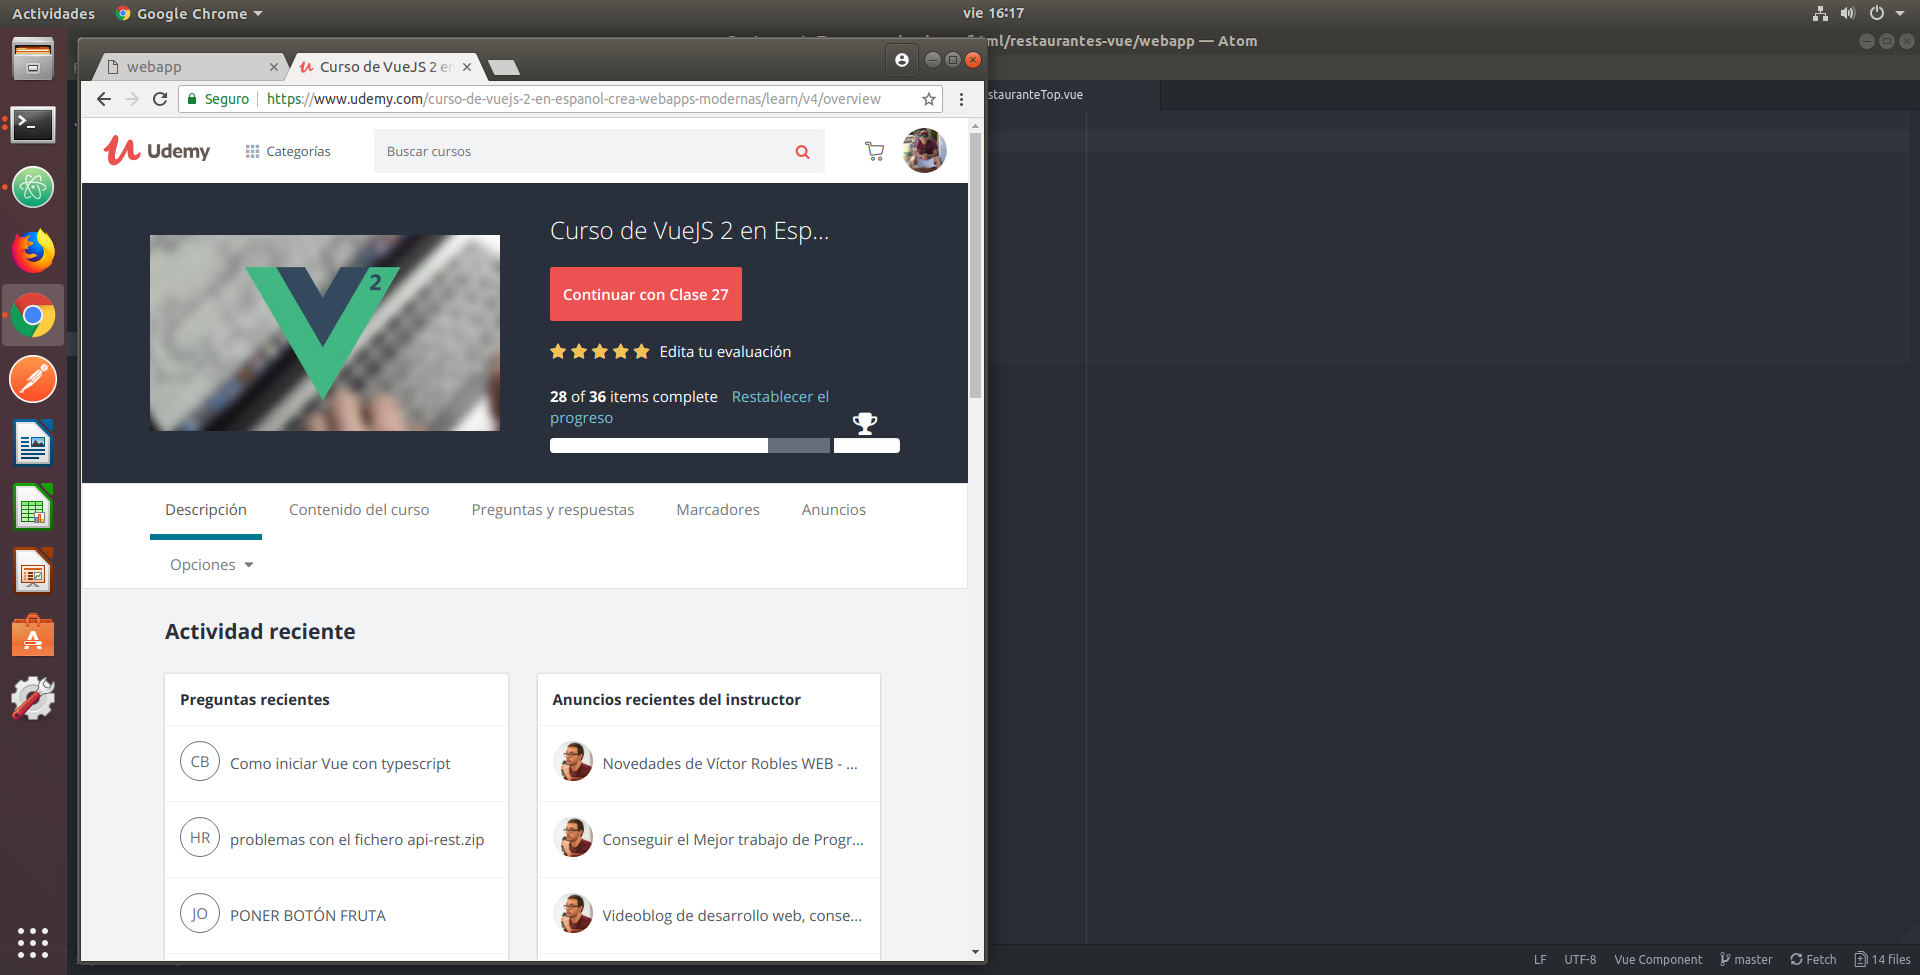 Actividades
Google Chrome
vie 16:17
ml/restaurantes-vue/webapp — Atom
webapp
Curso de VueJS 2 er
Seguro
https://www.udemy.com/curso-de-vuejs-2-en-espanol-crea-webapps-modernas/learn/v4/overview
stauranteTop.vue
Udemy
Categorías
Buscar cursos
2
Curso de VueJS 2 en Esp...
Continuar con Clase 27
Edita tu evaluación
28 of 36 items complete Restablecer el
progreso
Descripción
Contenido del curso
Preguntas y respuestas
Marcadores
Anuncios
Opciones
Actividad reciente
Preguntas recientes
CB
Como iniciar Vue con typescript
HR
problemas con el fichero api-rest.zip
JO
PONER BOTÓN FRUTA
Anuncios recientes del instructor
Novedades de Víctor Robles WEB - ...
Conseguir el Mejor trabajo de Progr...
Videoblog de desarrollo web, conse...
LF
UTF-8
Vue Component
master
Fetch
14 files